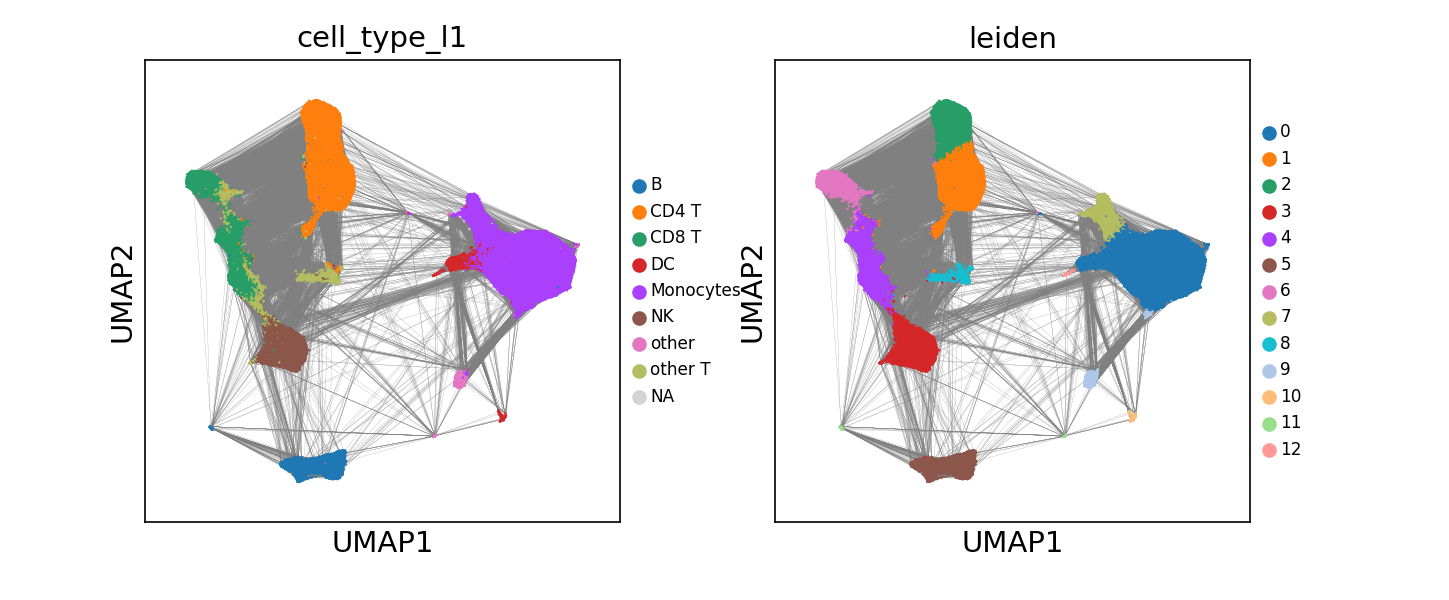 cell_type_l1
UMAP2
UMAP1
B
CD4 T
CD8 T
DC
Monocytes
NK
other
other T
NA
leiden
UMAP2
UMAP1
0
1
2
3
4
5
6
7
8
9
10
11
12